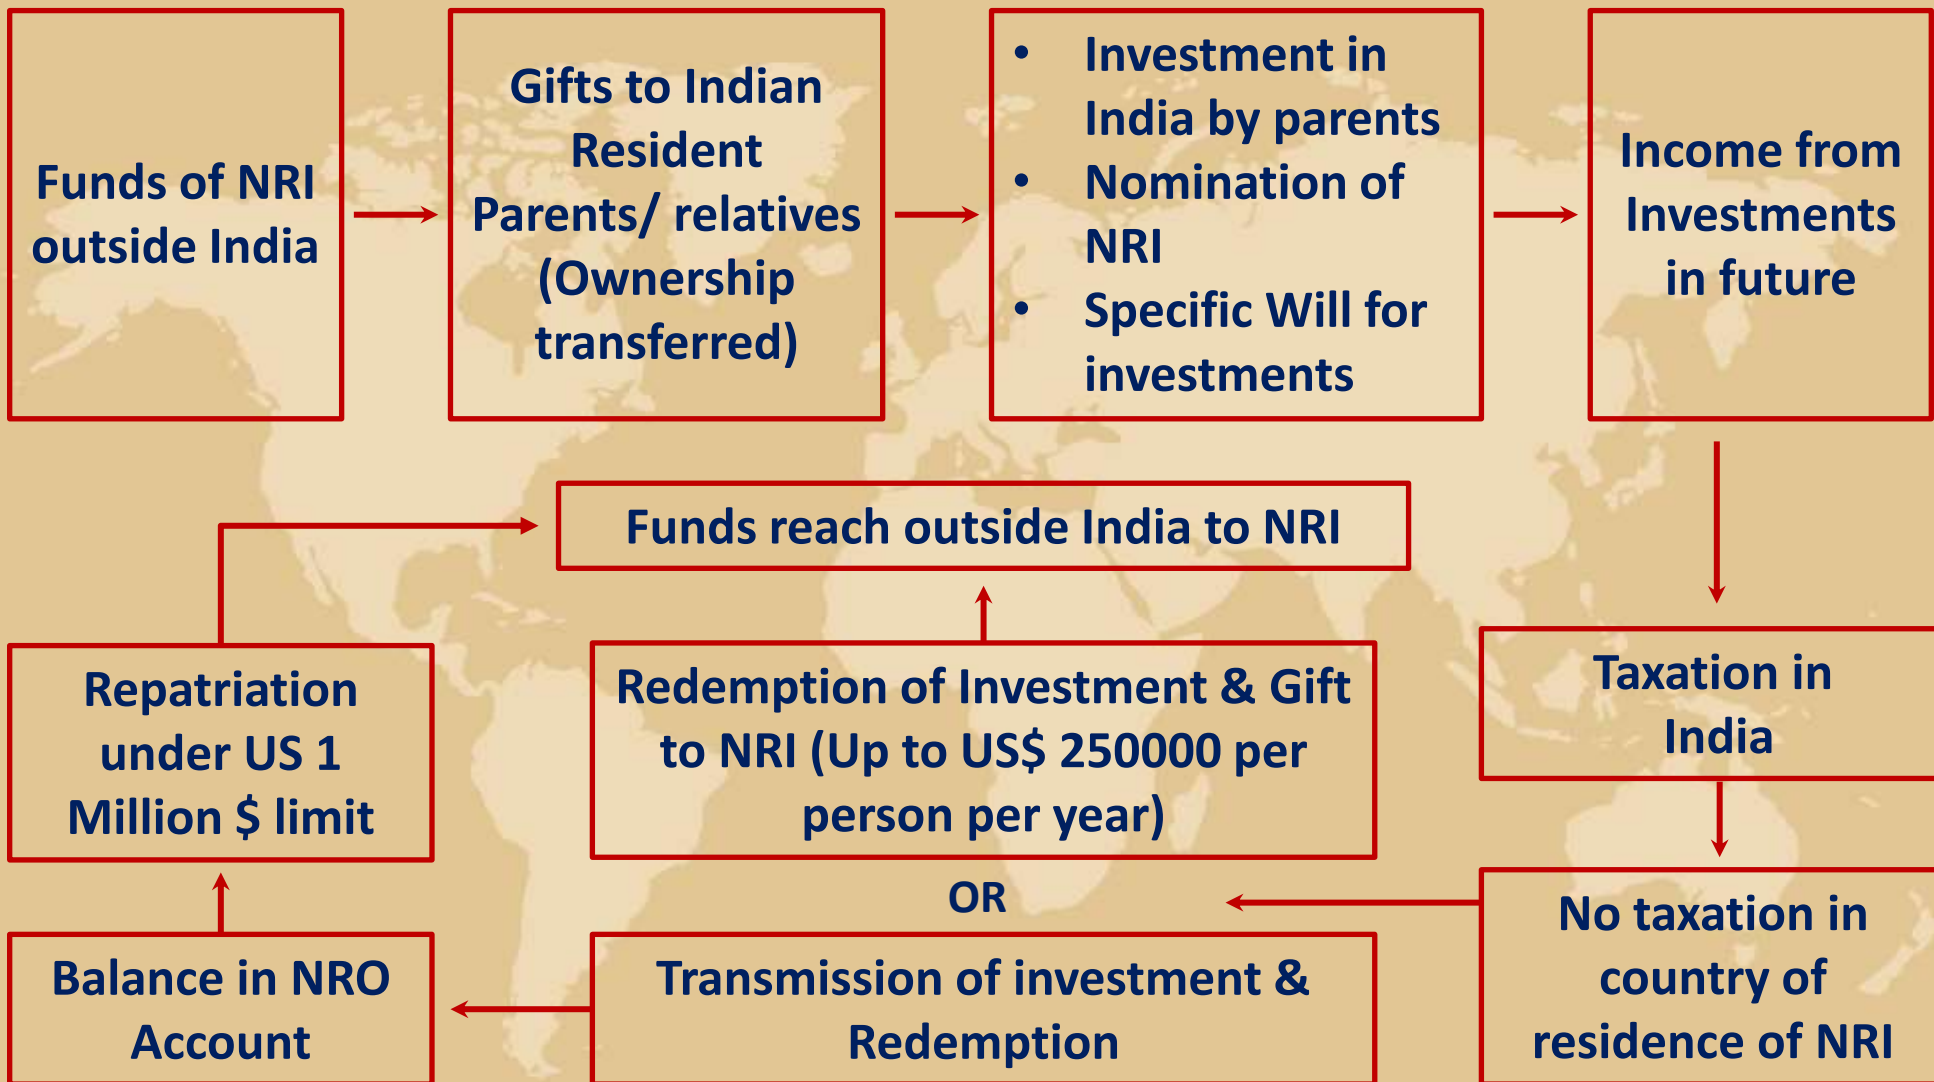 Funds of NRI
outside India
Gifts to Indian
Resident
Parents/ relatives
(Ownership
transferred)
• Investment in
India by parents
• Nomination of
NRI
• Specific Will for
investments
Income from
Investments
in future
Funds reach outside India to NRI
Repatriation
under US 1
Million $ limit
Redemption of Investment & Gift
to NRI (Up to US$ 250000 per
person per year)
Taxation in
India
OR
Balance in NRO
Account
Transmission of investment &
Redemption
No taxation in
country of
residence of NRI